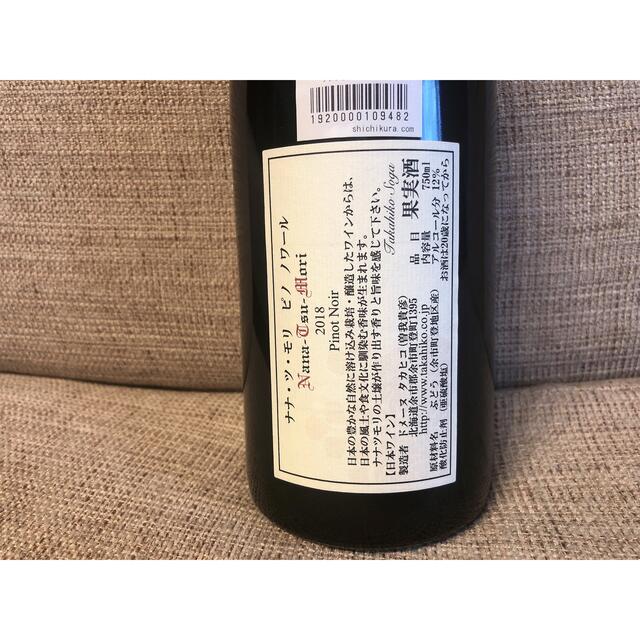 1920000109482
shichikura.com
ナナ・ツ・モリ ピノ ノワール
Nana-Tsu-Mori
2018
Pinot Noir
日本の豊かな自然に溶け込み栽培・醸造したワインからは、
日本の風土や食文化に馴染む香味が生まれます。
ナナツモリの土壌が作り出す香りと旨味を感じて下さい。
【日本ワイン】
Takahiko Soga
製造者 ドメーヌ タカヒコ(曽我貴彦)
北海道余市郡余市町登町1395
http://www.takahiko.co.jp
原材料名 ぶどう(余市町登地区産)
酸化防止剤(亜硫酸塩)
品目 果実酒
内容量 750ml
アルコール分 12%
お酒は20歳になってから